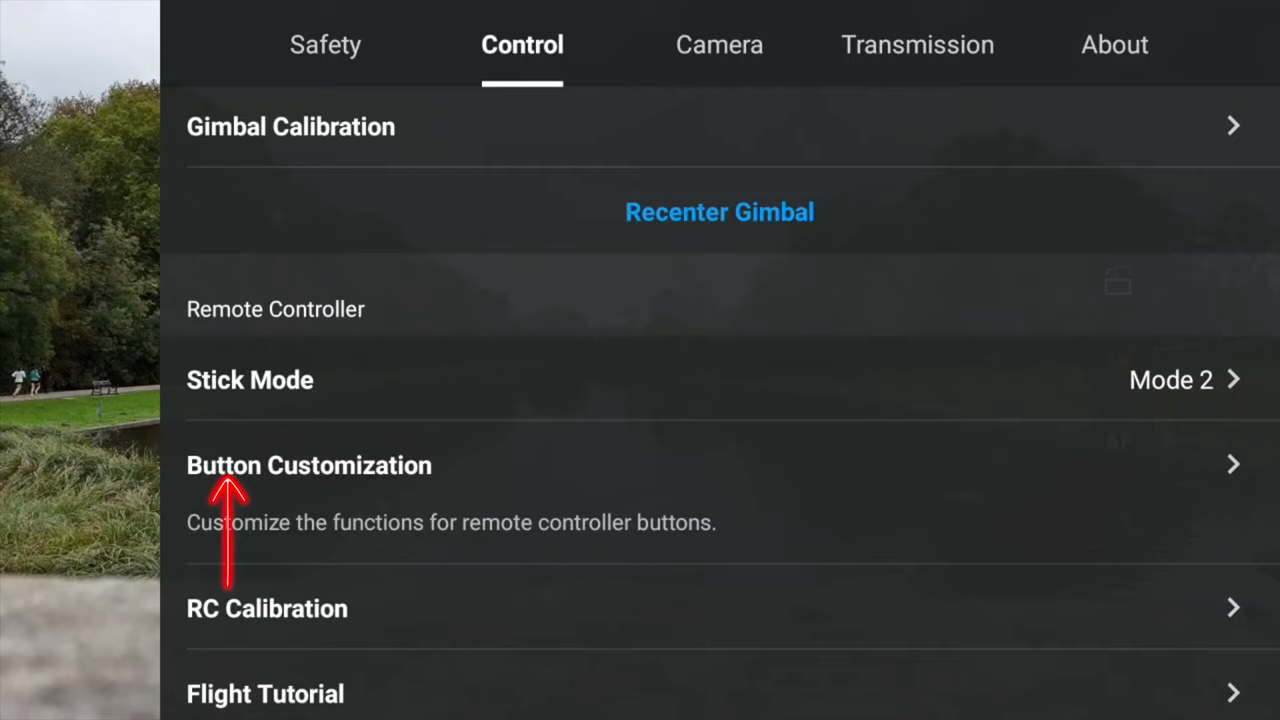 Safety Control Camera Transmission About
Gimbal Calibration
Recenter Gimbal
Remote Controller
Stick Mode Mode 2
Button Customization
Customize the functions for remote controller buttons.
RC Calibration
Flight Tutorial
AF